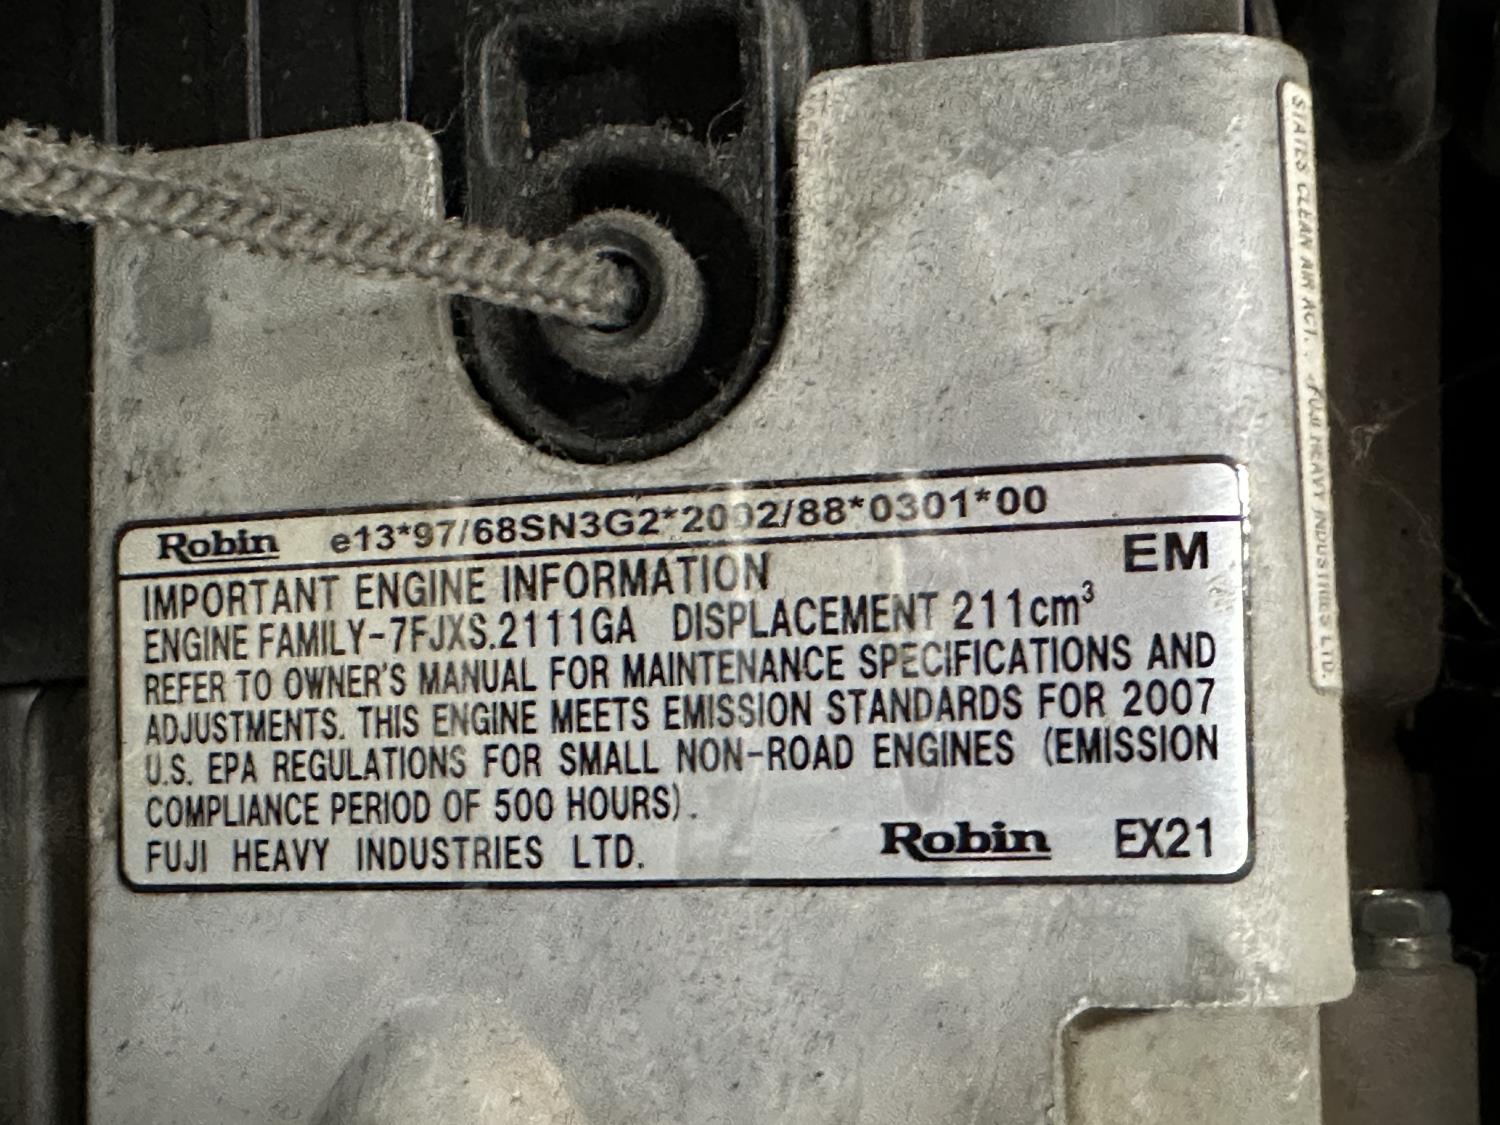 Robin e13*97/68SN3G2*2002/88*0301*00
EM
IMPORTANT ENGINE INFORMATION
ENGINE FAMILY-7FJXS.2111GA DISPLACEMENT 211cm³
REFER TO OWNER'S MANUAL FOR MAINTENANCE SPECIFICATIONS AND
ADJUSTMENTS. THIS ENGINE MEETS EMISSION STANDARDS FOR 2007
U.S. EPA REGULATIONS FOR SMALL NON-ROAD ENGINES (EMISSION
COMPLIANCE PERIOD OF 500 HOURS).
FUJI HEAVY INDUSTRIES LTD.
Robin EX21
STATES CLEAN AIR ACT. FUJI HEAVY INDUSTRIES LTD.